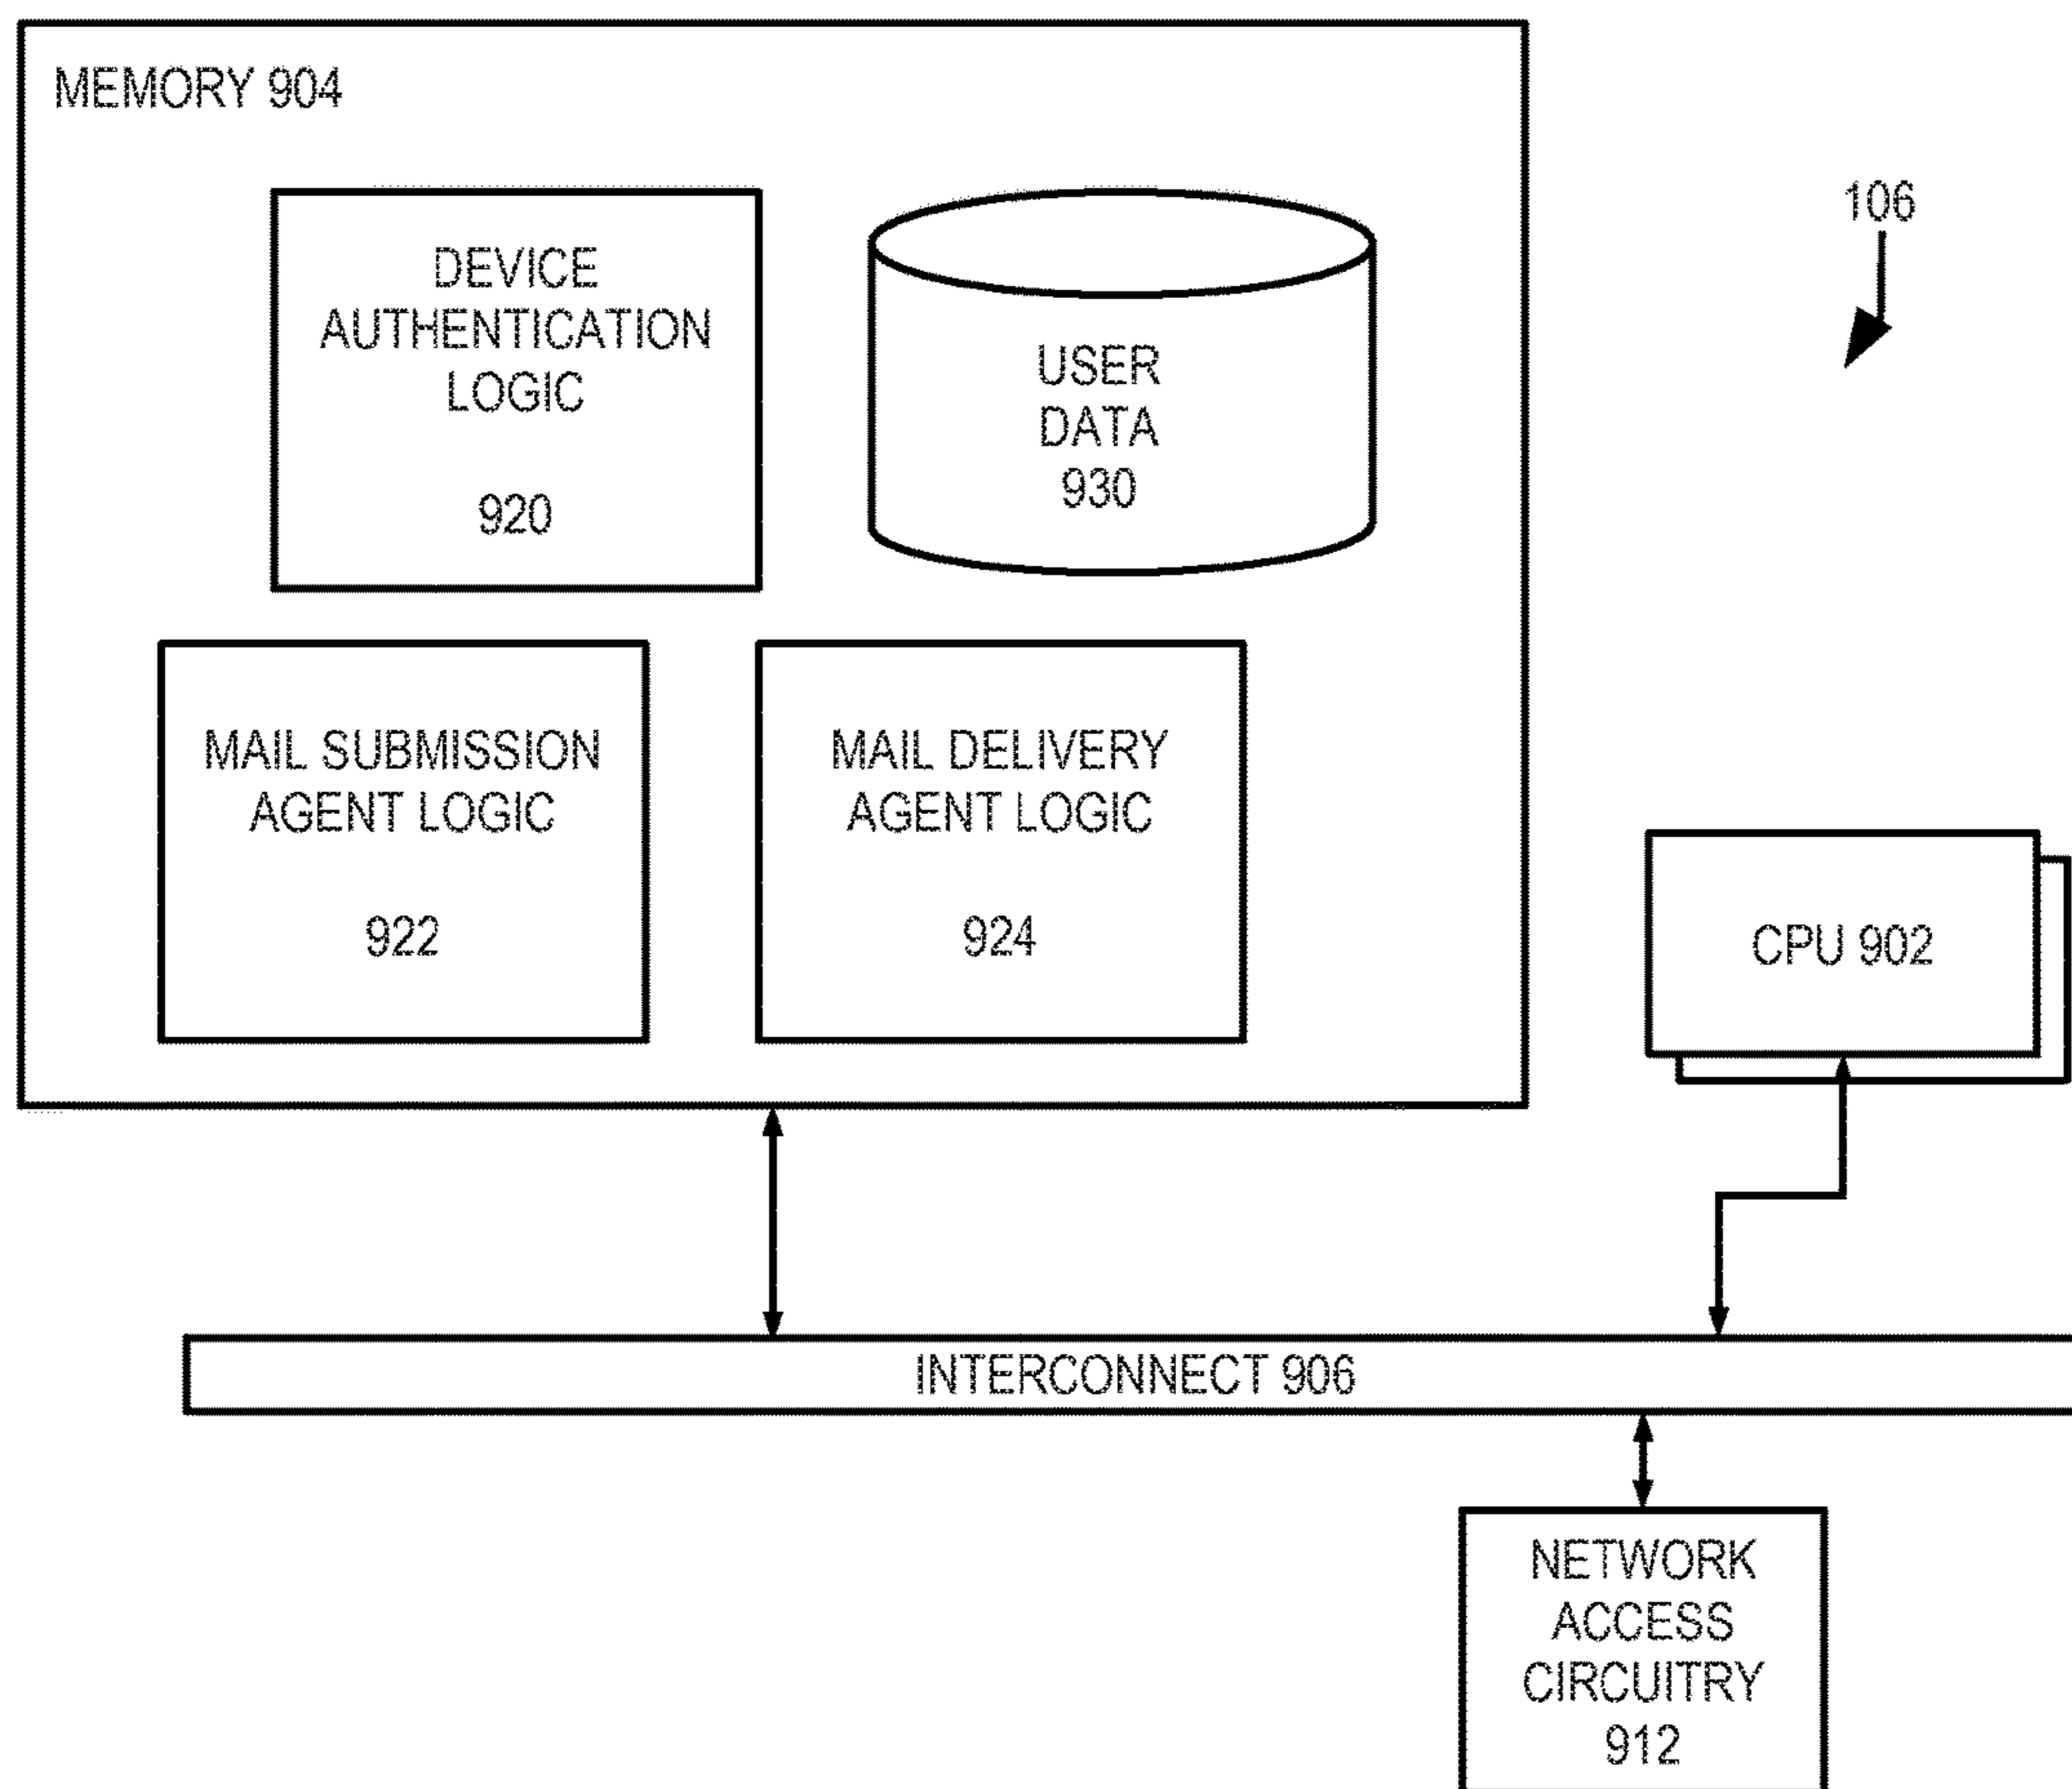 MEMORY 904
106
DEVICE
AUTHENTICATION
LOGIC
920
USER
DATA
930
MAIL SUBMISSION
AGENT LOGIC
922
MAIL DELIVERY
AGENT LOGIC
924
CPU 902
INTERCONNECT 906
NETWORK
ACCESS
CIRCUITRY
912